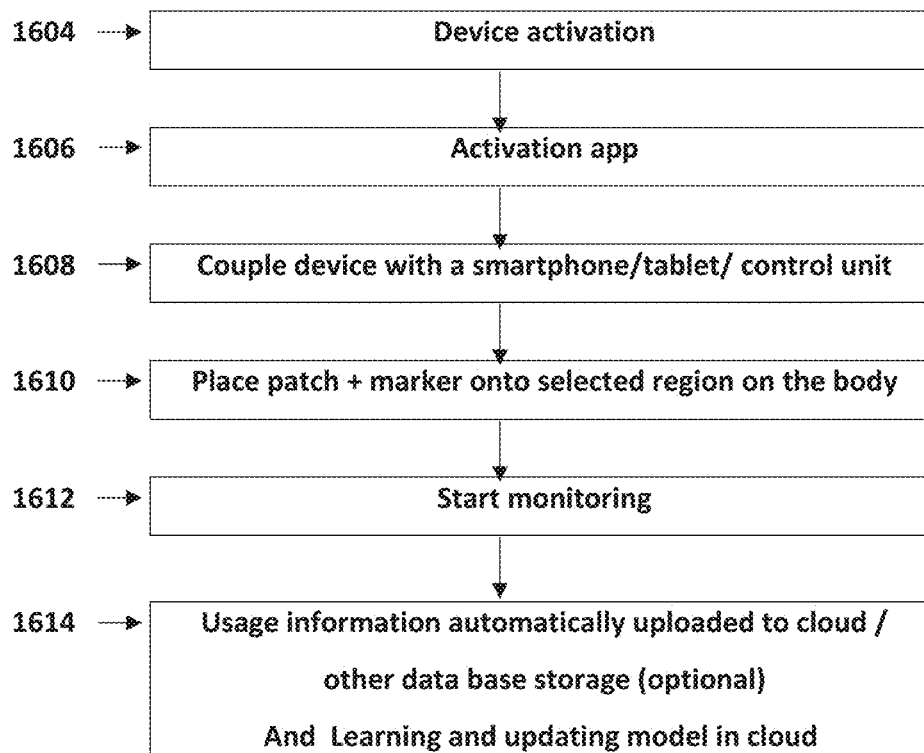 1604 Device activation
1606 Activation app
1608 Couple device with a smartphone/tablet/ control unit
1610 Place patch + marker onto selected region on the body
1612 Start monitoring
1614 Usage information automatically uploaded to cloud /
other data base storage (optional)
And Learning and updating model in cloud